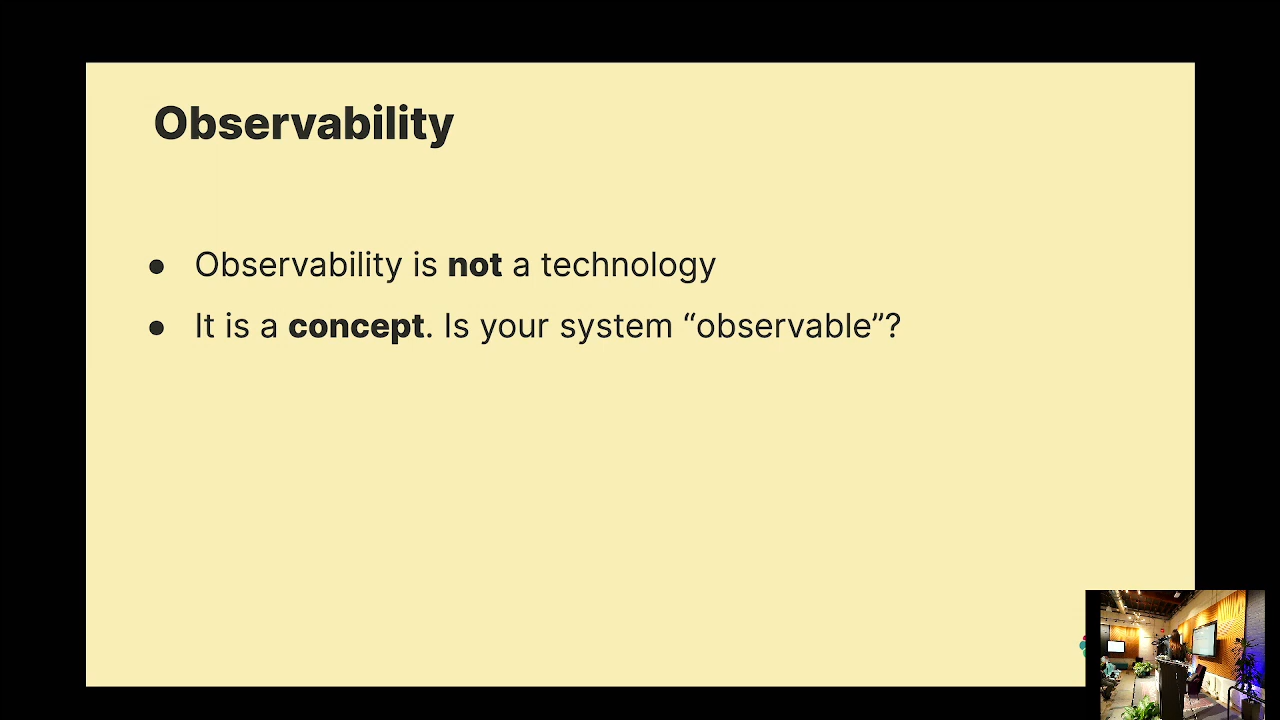 Observability
● Observability is not a technology
● It is a concept. Is your system “observable”?